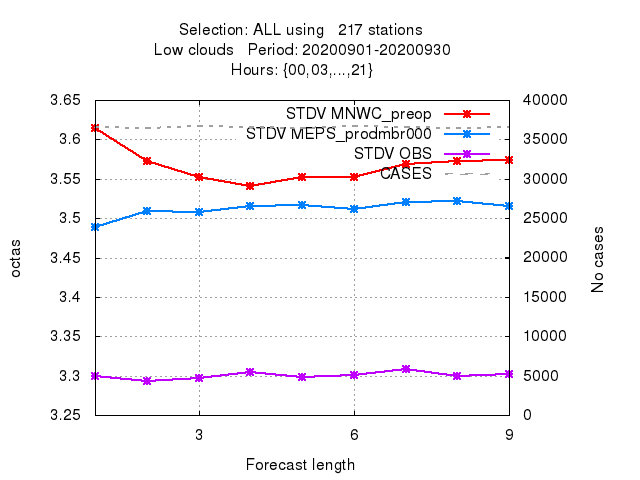 Selection: ALL using   217 stations
Low clouds   Period: 20200901-20200930
Hours: {00,03,...,21}
STDV MNWC_preop
STDV MEPS_prodmbr000
STDV OBS
CASES
3.65
3.6
3.55
3.5
3.45
3.4
3.35
3.3
3.25
octas
40000
35000
30000
25000
20000
15000
10000
5000
0
No cases
3
6
9
Forecast length